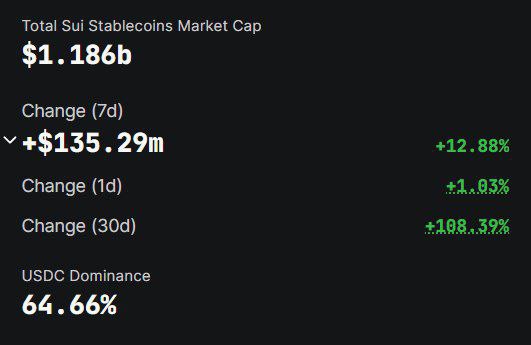 Total Sui Stablecoins Market Cap
$1.186b
Change (7d)
+$135.29m +12.88%
Change (1d) +1.03%
Change (30d) +108.39%
USDC Dominance
64.66%